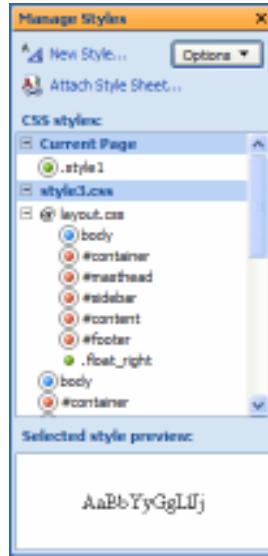 Manage Styles
New Style... Options
Attach Style Sheet...
CSS styles:
Current Page
.style1
style3.css
@ layout.css
body
#container
#masthead
#sidebar
#content
#footer
.float_right
body
#container
Selected style preview:
AaBbYyGgLlJj